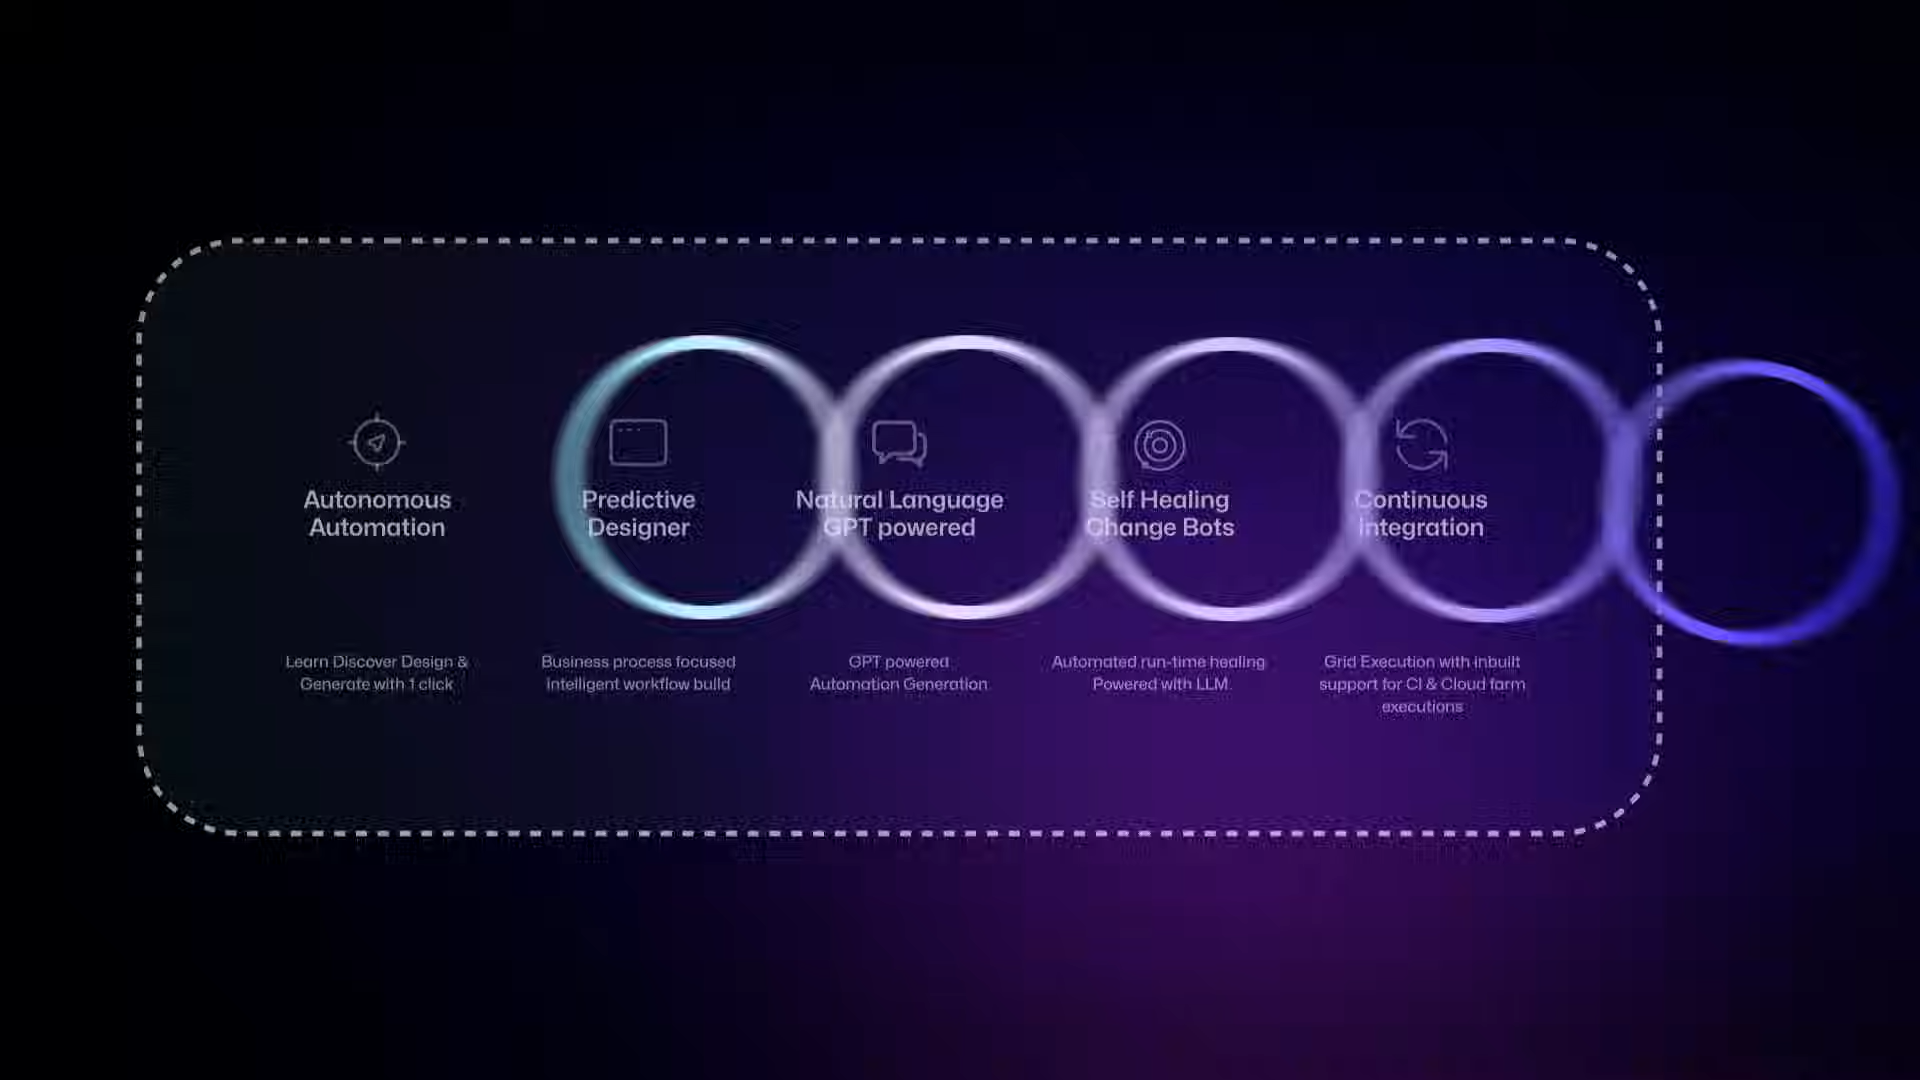 Autonomous
Automation
Learn Discover Design &
Generate with 1 click
Predictive
Designer
Business process focused
intelligent workflow build
Natural Language
GPT powered
GPT powered
Automation Generation
Self Healing
Change Bots
Automated run-time healing
Powered with LLM
Continuous
Integration
Grid Execution with inbuilt
support for CI & Cloud farm
executions